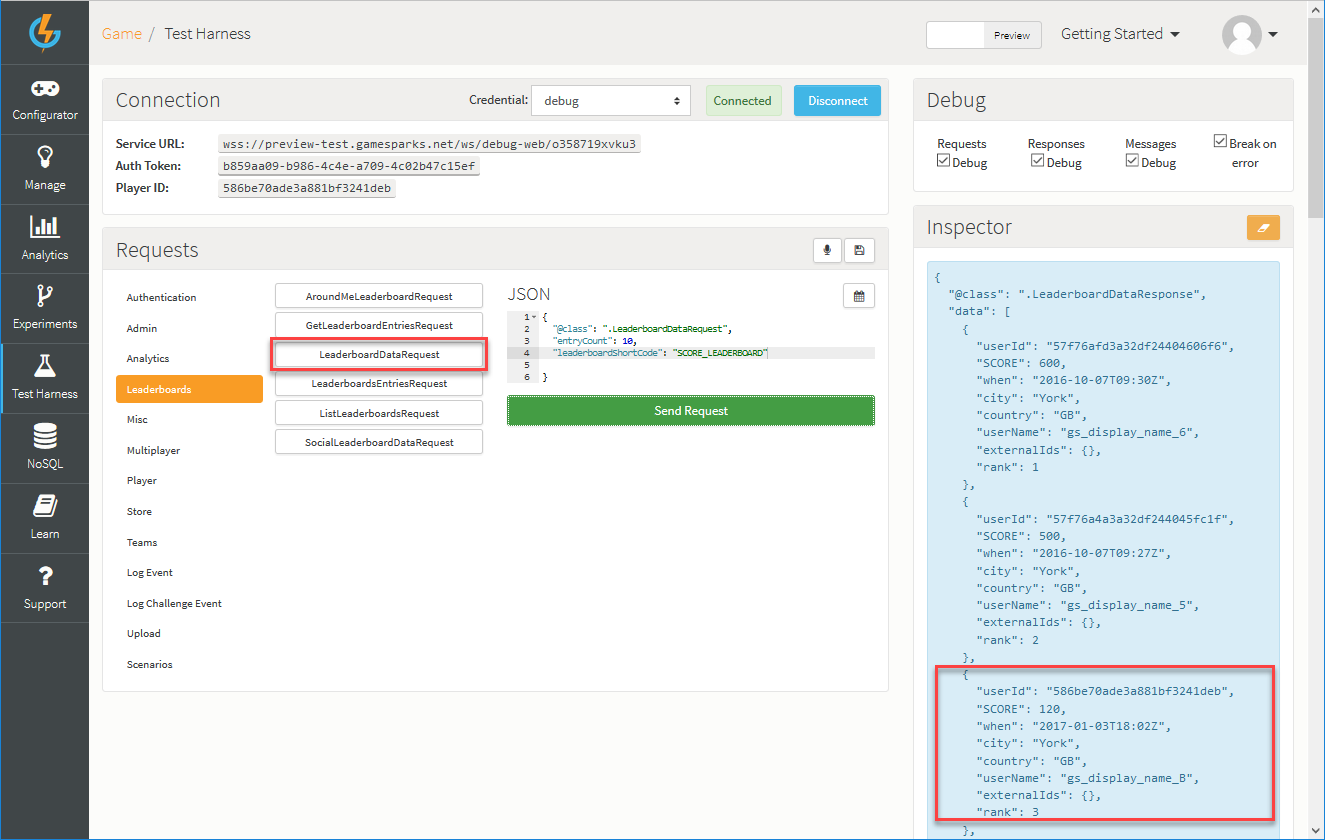 Game / Test Harness
Preview
Getting Started
Configurator
Manage
Analytics
Experiments
Test Harness
NoSQL
Learn
Support
Connection
Credential:
debug
Connected
Disconnect
Service URL:
wss://preview-test.gamesparks.net/ws/debug-web/o358719xvku3
Auth Token:
b859aa09-b986-4c4e-a709-4c02b47c15ef
Player ID:
586be70ade3a881bf3241deb
Requests
Authentication
Admin
Analytics
Leaderboards
Misc
Multiplayer
Player
Store
Teams
Log Event
Log Challenge Event
Upload
Scenarios
AroundMeLeaderboardRequest
GetLeaderboardEntriesRequest
LeaderboardDataRequest
LeaderboardsEntriesRequest
ListLeaderboardsRequest
SocialLeaderboardDataRequest
JSON
1 {
2 "@class": ".LeaderboardDataRequest",
3 "entryCount": 10,
4 "leaderboardShortCode": "SCORE_LEADERBOARD"
5
6 }
Send Request
Debug
Requests
Debug
Responses
Debug
Messages
Debug
Break on
error
Inspector
{
"@class": ".LeaderboardDataResponse",
"data": [
{
"userId": "57f76afd3a32df24404606f6",
"SCORE": 600,
"when": "2016-10-07T09:30Z",
"city": "York",
"country": "GB",
"userName": "gs_display_name_6",
"externalIds": {},
"rank": 1
},
{
"userId": "57f76a4a3a32df244045fc1f",
"SCORE": 500,
"when": "2016-10-07T09:27Z",
"city": "York",
"country": "GB",
"userName": "gs_display_name_5",
"externalIds": {},
"rank": 2
},
{
"userId": "586be70ade3a881bf3241deb",
"SCORE": 120,
"when": "2017-01-03T18:02Z",
"city": "York",
"country": "GB",
"userName": "gs_display_name_B",
"externalIds": {},
"rank": 3
},